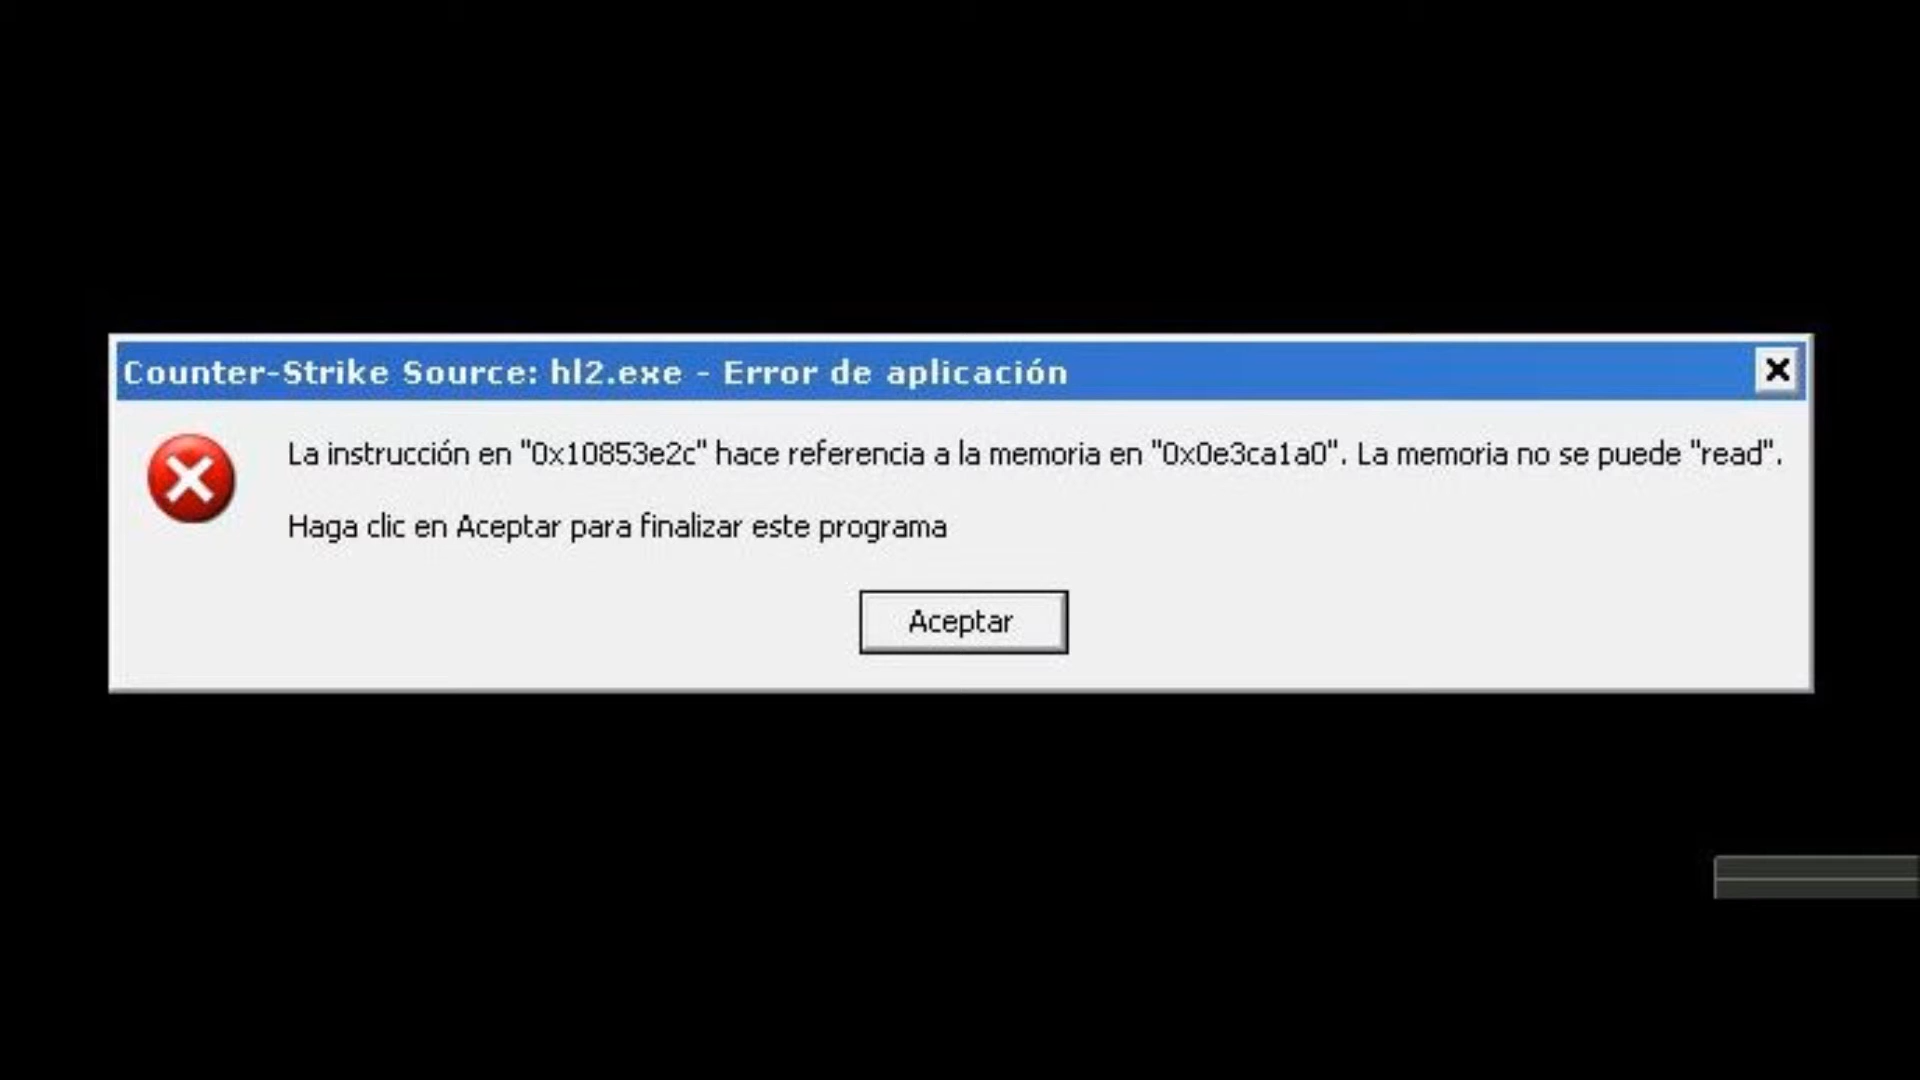 Counter-Strike Source: hl2.exe - Error de aplicación
La instrucción en "0x10853e2c" hace referencia a la memoria en "0x0e3ca1a0". La memoria no se puede "read".
Haga clic en Aceptar para finalizar este programa
Aceptar